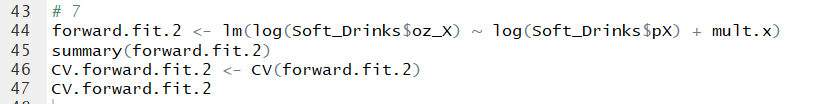 43 # 7
44 forward.fit.2 <- lm(log(Soft_Drinks$oz_X) ~ log(Soft_Drinks$pX) + mult.x)
45 summary(forward.fit.2)
46 CV.forward.fit.2 <- CV(forward.fit.2)
47 CV.forward.fit.2